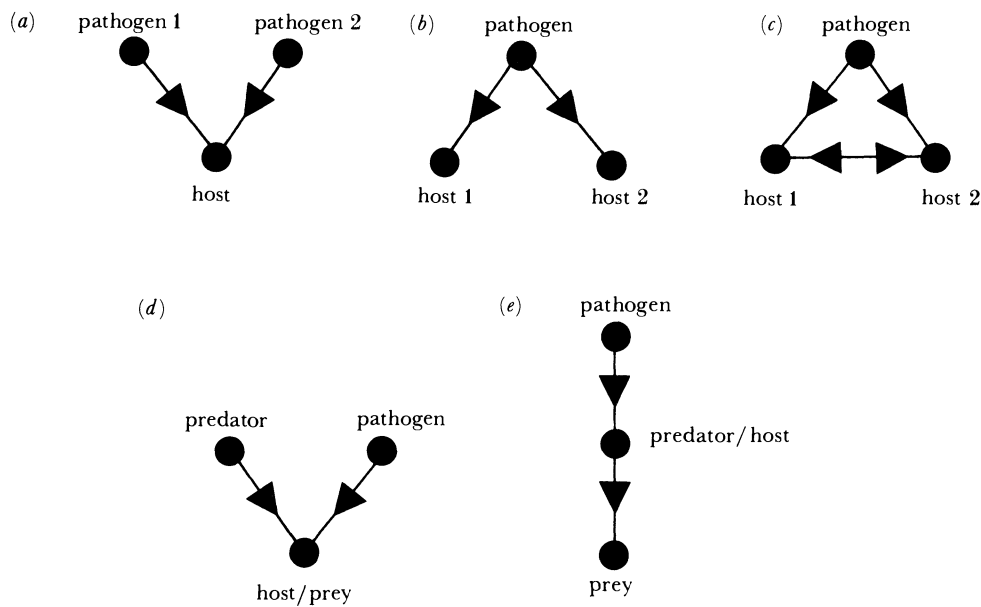 (a)
pathogen 1
pathogen 2
host
(b)
pathogen
host 1
host 2
(c)
pathogen
host 1
host 2
(d)
predator
pathogen
host/prey
(e)
pathogen
predator/host
prey